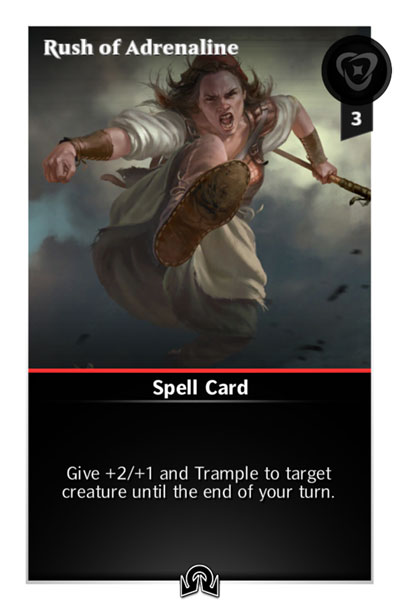 Rush of Adrenaline
3
Spell Card
Give +2/+1 and Trample to target
creature until the end of your turn.